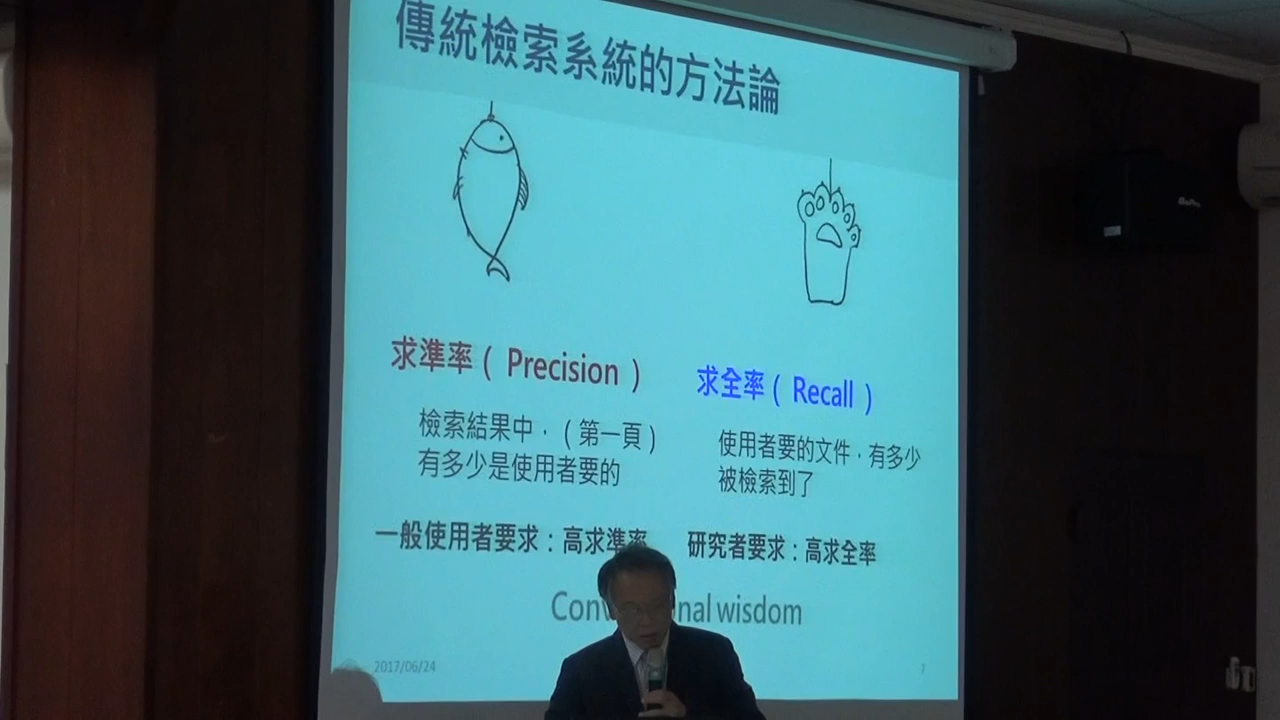 傳統檢索系統的方法論
求準率( Precision )
檢索結果中,(第一頁)
有多少是使用者要的
一般使用者要求:高求準率
求全率( Recall )
使用者要的文件,有多少
被檢索到了
研究者要求:高求全率
Con nal wisdom
2017/06/24